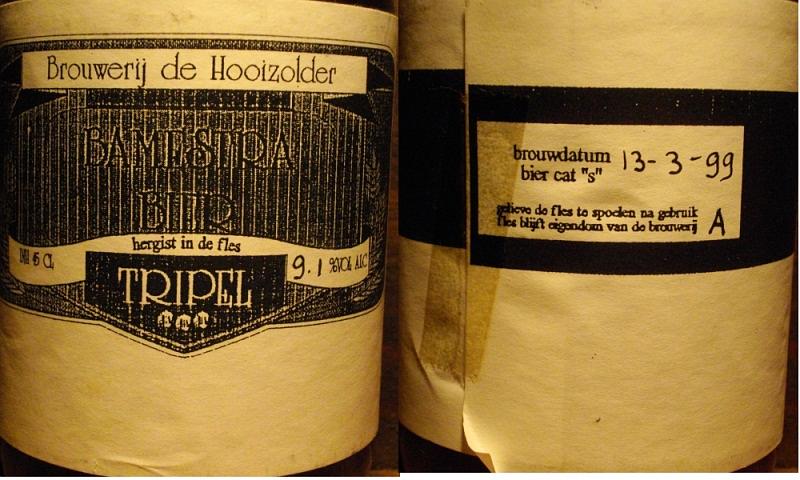 Brouwerij de Hooizolder
BAMESTRA
BIER
hergist in de fles
INH 45 CL
TRIPEL
9.1 %VOL ALC
brouwdatum 13-3-99
bier cat "s"
gelieve de fles te spoelen na gebruik
fles blijft eigendom van de brouwerij A